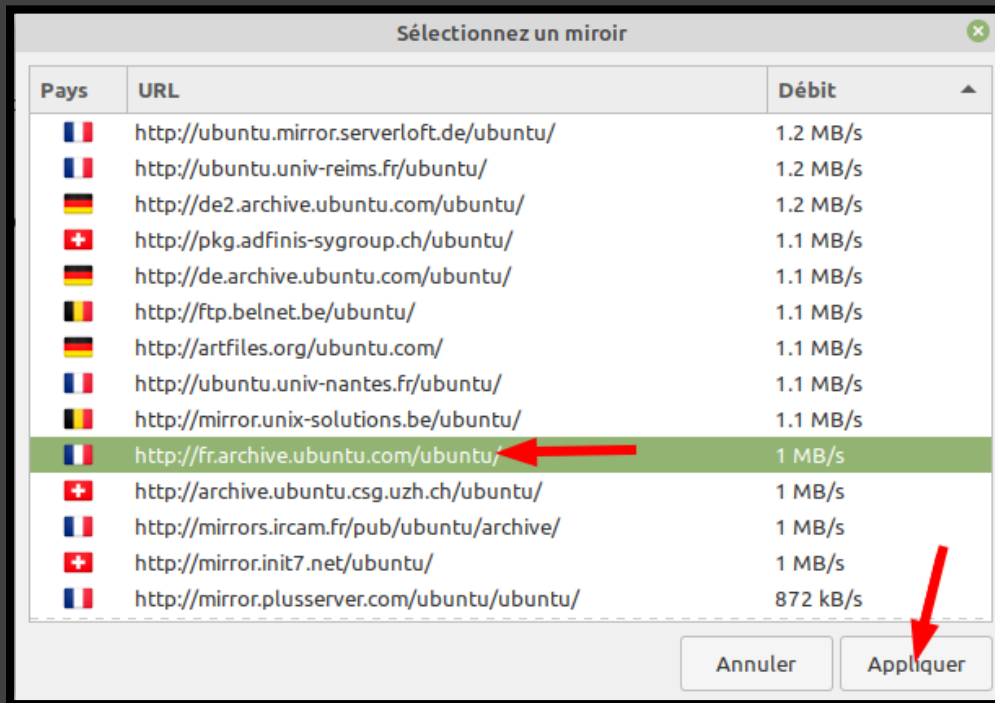 Sélectionnez un miroir
Pays URL Débit
http://ubuntu.mirror.serverloft.de/ubuntu/ 1.2 MB/s
http://ubuntu.univ-reims.fr/ubuntu/ 1.2 MB/s
http://de2.archive.ubuntu.com/ubuntu/ 1.2 MB/s
http://pkg.adfinis-sygroup.ch/ubuntu/ 1.1 MB/s
http://de.archive.ubuntu.com/ubuntu/ 1.1 MB/s
http://ftp.belnet.be/ubuntu/ 1.1 MB/s
http://artfiles.org/ubuntu.com/ 1.1 MB/s
http://ubuntu.univ-nantes.fr/ubuntu/ 1.1 MB/s
http://mirror.unix-solutions.be/ubuntu/ 1.1 MB/s
http://fr.archive.ubuntu.com/ubuntu/ 1 MB/s
http://archive.ubuntu.csg.uzh.ch/ubuntu/ 1 MB/s
http://mirrors.ircam.fr/pub/ubuntu/archive/ 1 MB/s
http://mirror.init7.net/ubuntu/ 1 MB/s
http://mirror.plusserver.com/ubuntu/ubuntu/ 872 kB/s
Annuler Appliquer